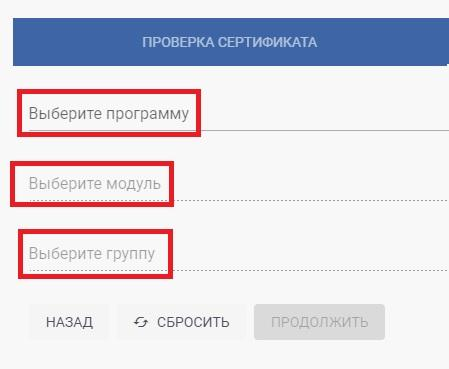 ПРОВЕРКА СЕРТИФИКАТА
Выберите программу
Выберите модуль
Выберите группу
НАЗАД СБРОСИТЬ ПРОДОЛЖИТЬ